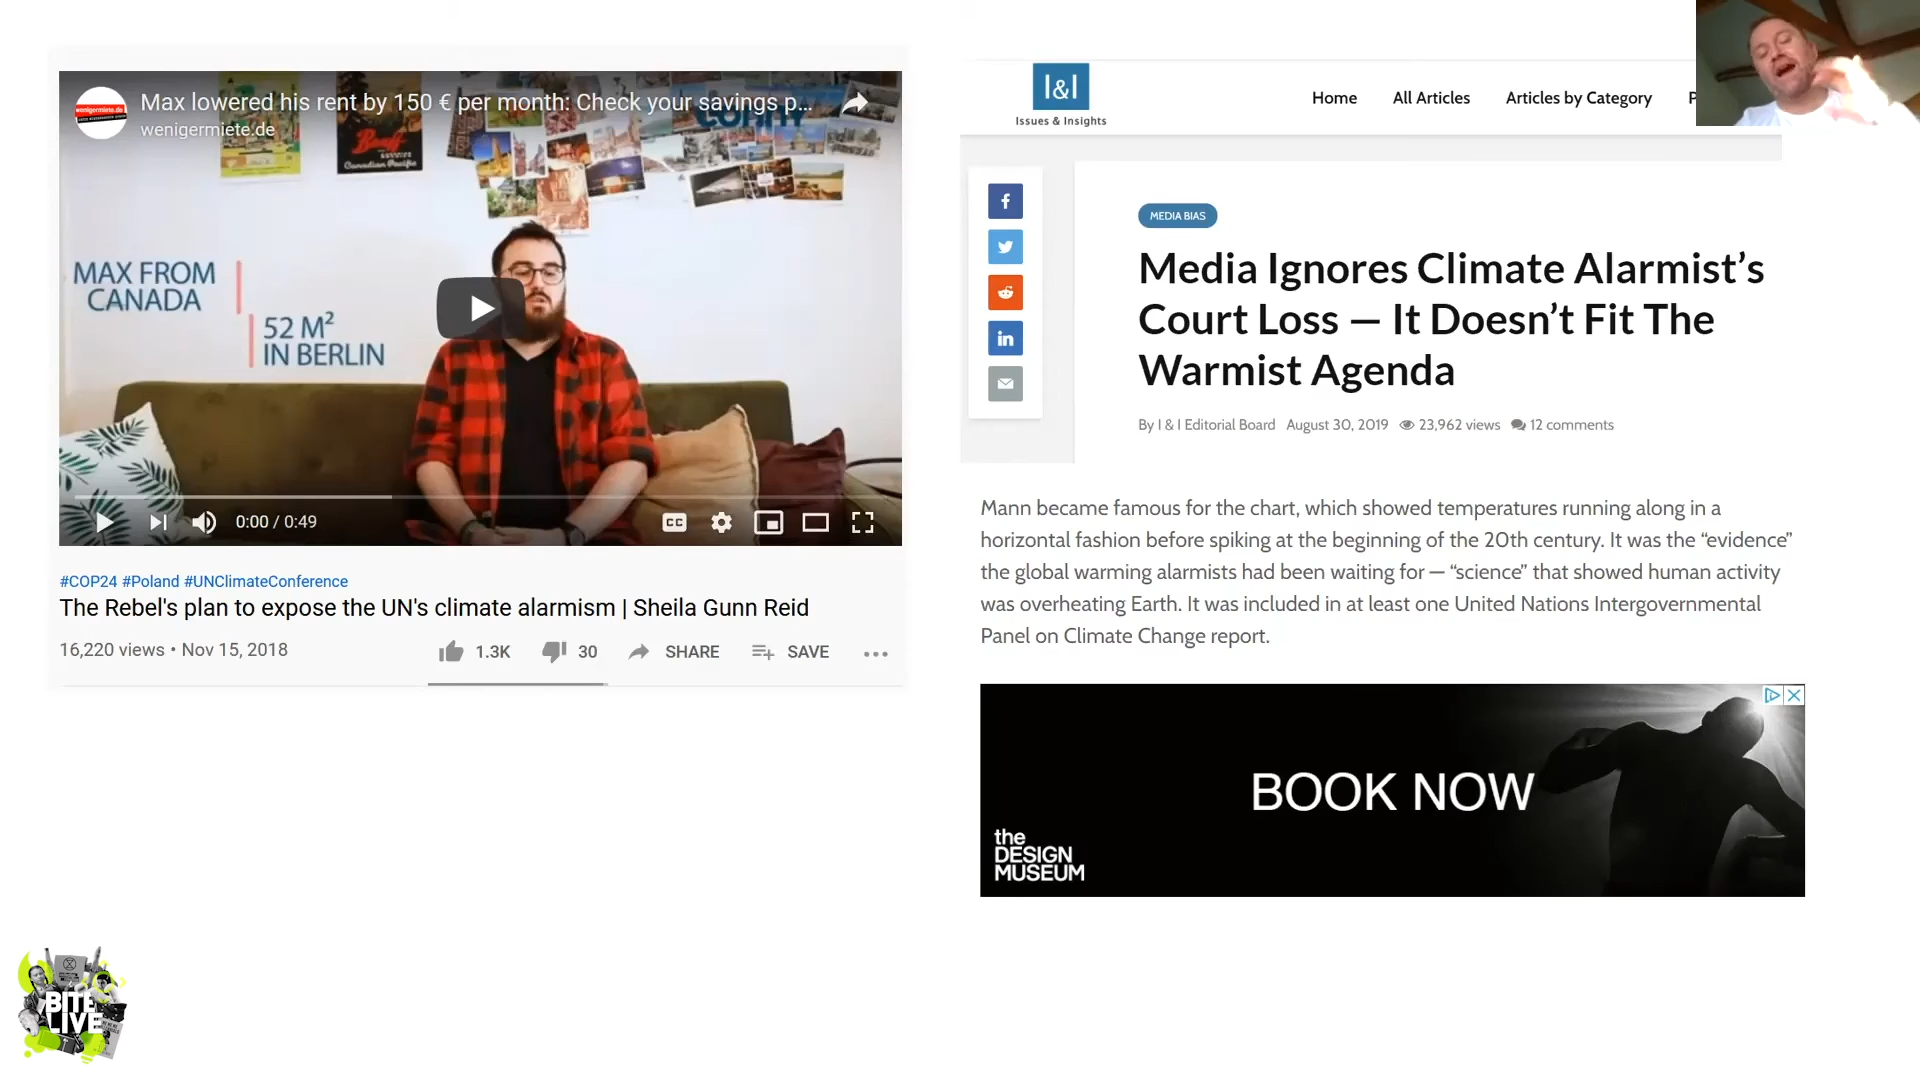 Max lowered his rent by 150 € per month: Check your savings p...
wenigermiete.de
wenigermiete.de
Canadian Pacific
CONNY
MAX FROM
CANADA
52 M²
IN BERLIN
0:00 / 0:49
CC
#COP24 #Poland #UNClimateConference
The Rebel's plan to expose the UN's climate alarmism | Sheila Gunn Reid
16,220 views • Nov 15, 2018
1.3K
30
SHARE
SAVE
I&I
Issues & Insights
Home
All Articles
Articles by Category
P
f
in
MEDIA BIAS
Media Ignores Climate Alarmist’s
Court Loss — It Doesn’t Fit The
Warmist Agenda
By I & I Editorial Board August 30, 2019 23,962 views 12 comments
Mann became famous for the chart, which showed temperatures running along in a
horizontal fashion before spiking at the beginning of the 20th century. It was the “evidence”
the global warming alarmists had been waiting for — “science” that showed human activity
was overheating Earth. It was included in at least one United Nations Intergovernmental
Panel on Climate Change report.
BOOK NOW
the
DESIGN
MUSEUM
BITE
LIVE